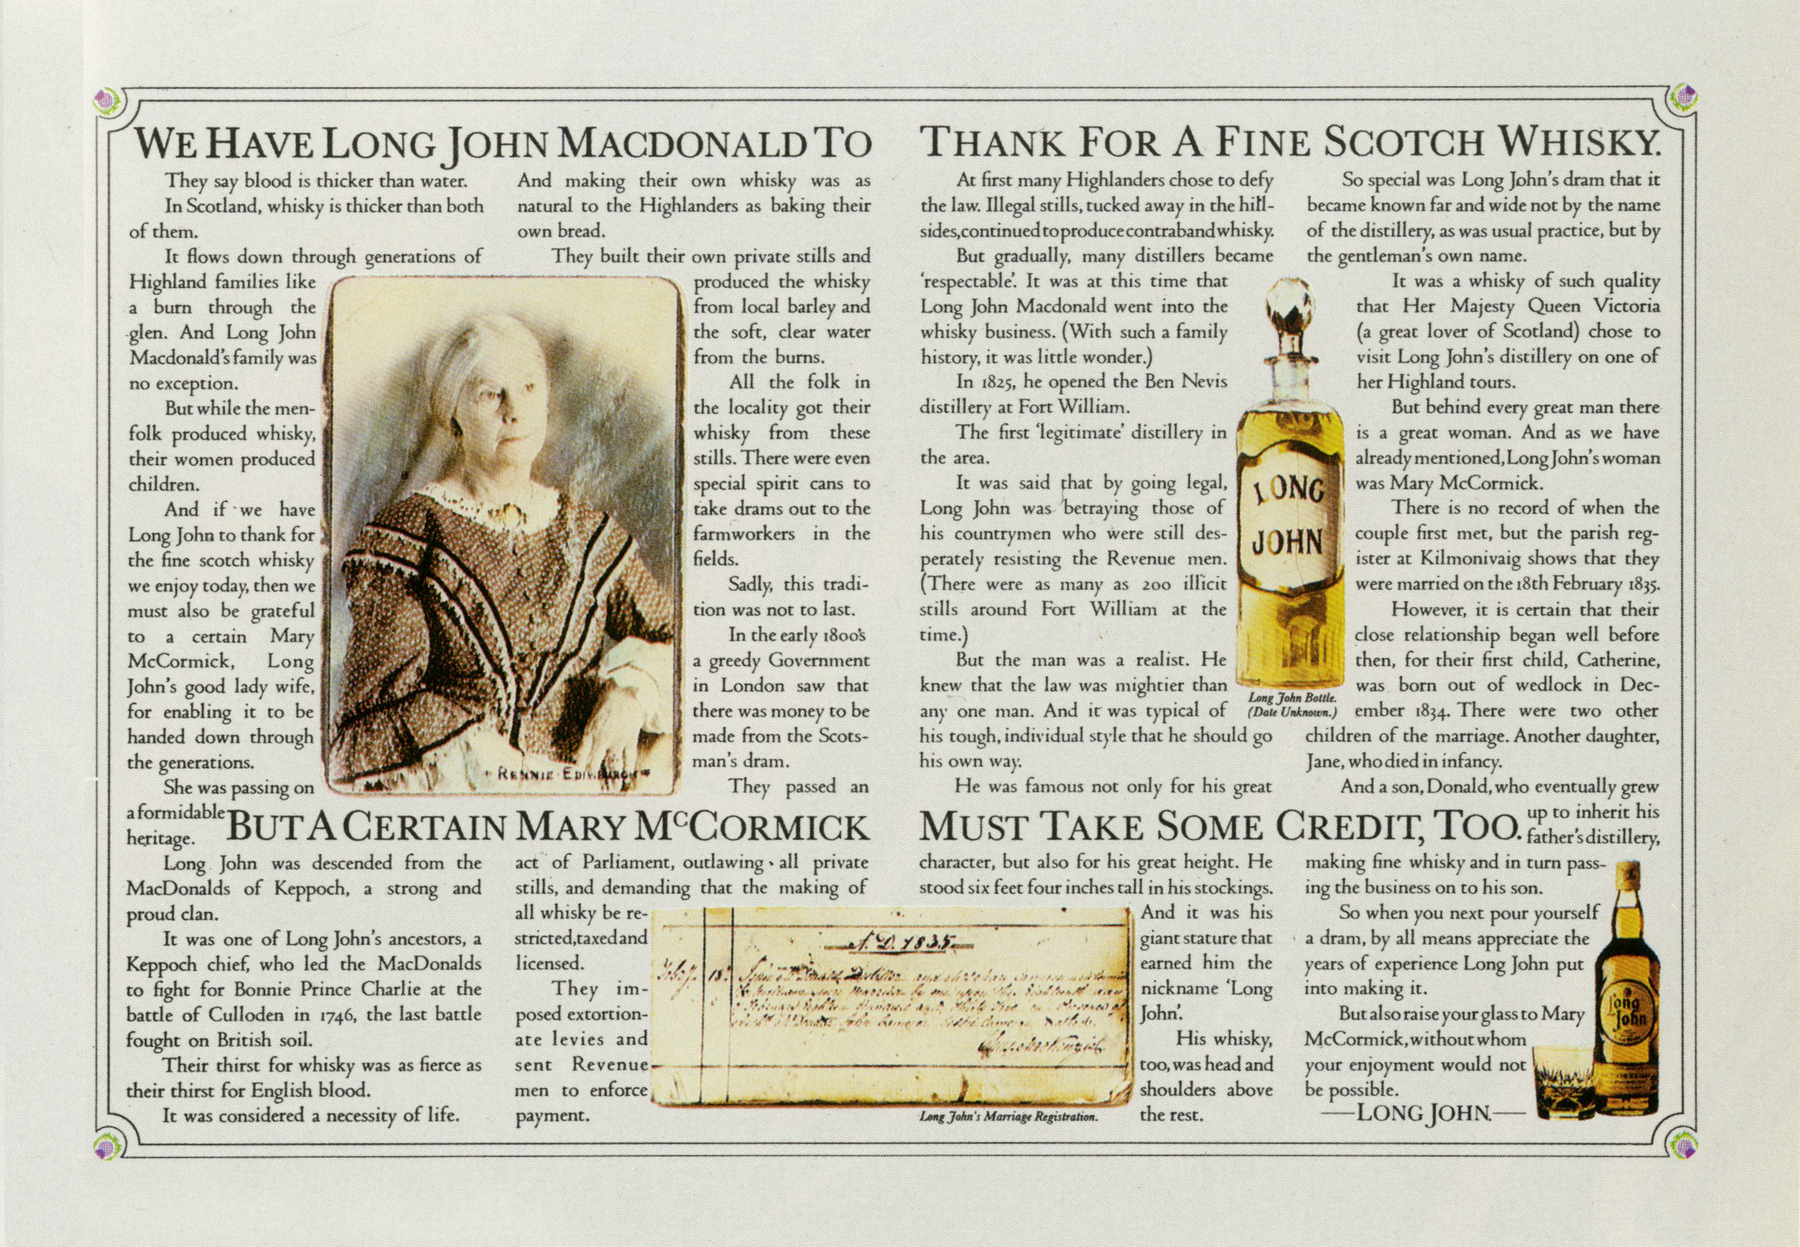 WE HAVE LONG JOHN MACDONALD TO THANK FOR A FINE SCOTCH WHISKY.
They say blood is thicker than water.
In Scotland, whisky is thicker than both
of them.
It flows down through generations of
Highland families like
a burn through the
glen. And Long John
Macdonald's family was
no exception.
But while the men-
folk produced whisky,
their women produced
children.
And if we have
Long John to thank for
the fine scotch whisky
we enjoy today, then we
must also be grateful
to a certain Mary
McCormick, Long
John's good lady wife,
for enabling it to be
handed down through
the generations.
She was passing on
a formidable
heritage.
BUT A CERTAIN MARY McCORMICK MUST TAKE SOME CREDIT, TOO.
Long John was descended from the
MacDonalds of Keppoch, a strong and
proud clan.
It was one of Long John's ancestors, a
Keppoch chief, who led the MacDonalds
to fight for Bonnie Prince Charlie at the
battle of Culloden in 1746, the last battle
fought on British soil.
Their thirst for whisky was as fierce as
their thirst for English blood.
It was considered a necessity of life.
And making their own whisky was as
natural to the Highlanders as baking their
own bread.
They built their own private stills and
produced the whisky
from local barley and
the soft, clear water
from the burns.
All the folk in
the locality got their
whisky from these
stills. There were even
special spirit cans to
take drams out to the
farmworkers in the
fields.
Sadly, this tradi-
tion was not to last.
In the early 1800's
a greedy Government
in London saw that
there was money to be
made from the Scots-
man's dram.
They passed an
act of Parliament, outlawing all private
stills, and demanding that the making of
all whisky be re-
stricted, taxed and
licensed.
They im-
posed extortion-
ate levies and
sent Revenue
men to enforce
payment.
RENNIE EDINBURGH
At first many Highlanders chose to defy
the law. Illegal stills, tucked away in the hill-
sides, continued to produce contraband whisky.
But gradually, many distillers became
'respectable'. It was at this time that
Long John Macdonald went into the
whisky business. (With such a family
history, it was little wonder.)
In 1825, he opened the Ben Nevis
distillery at Fort William.
The first 'legitimate' distillery in
the area.
It was said that by going legal,
Long John was betraying those of
his countrymen who were still des-
perately resisting the Revenue men.
(There were as many as 200 illicit
stills around Fort William at the
time.)
But the man was a realist. He
knew that the law was mightier than
any one man. And it was typical of
his tough, individual style that he should go
his own way.
He was famous not only for his great
character, but also for his great height. He
stood six feet four inches tall in his stockings.
And it was his
giant stature that
earned him the
nickname 'Long
John'.
His whisky,
too, was head and
shoulders above
the rest.
A.D. 1835
Long John's Marriage Registration.
LONG
JOHN
Long John Bottle.
(Date Unknown.)
So special was Long John's dram that it
became known far and wide not by the name
of the distillery, as was usual practice, but by
the gentleman's own name.
It was a whisky of such quality
that Her Majesty Queen Victoria
(a great lover of Scotland) chose to
visit Long John's distillery on one of
her Highland tours.
But behind every great man there
is a great woman. And as we have
already mentioned, Long John's woman
was Mary McCormick.
There is no record of when the
couple first met, but the parish reg-
ister at Kilmonivaig shows that they
were married on the 18th February 1835.
However, it is certain that their
close relationship began well before
then, for their first child, Catherine,
was born out of wedlock in Dec-
ember 1834. There were two other
children of the marriage. Another daughter,
Jane, who died in infancy.
And a son, Donald, who eventually grew
up to inherit his
father's distillery,
making fine whisky and in turn pass-
ing the business on to his son.
So when you next pour yourself
a dram, by all means appreciate the
years of experience Long John put
into making it.
But also raise your glass to Mary
McCormick, without whom
your enjoyment would not
be possible.
—LONG JOHN.—
Long
John